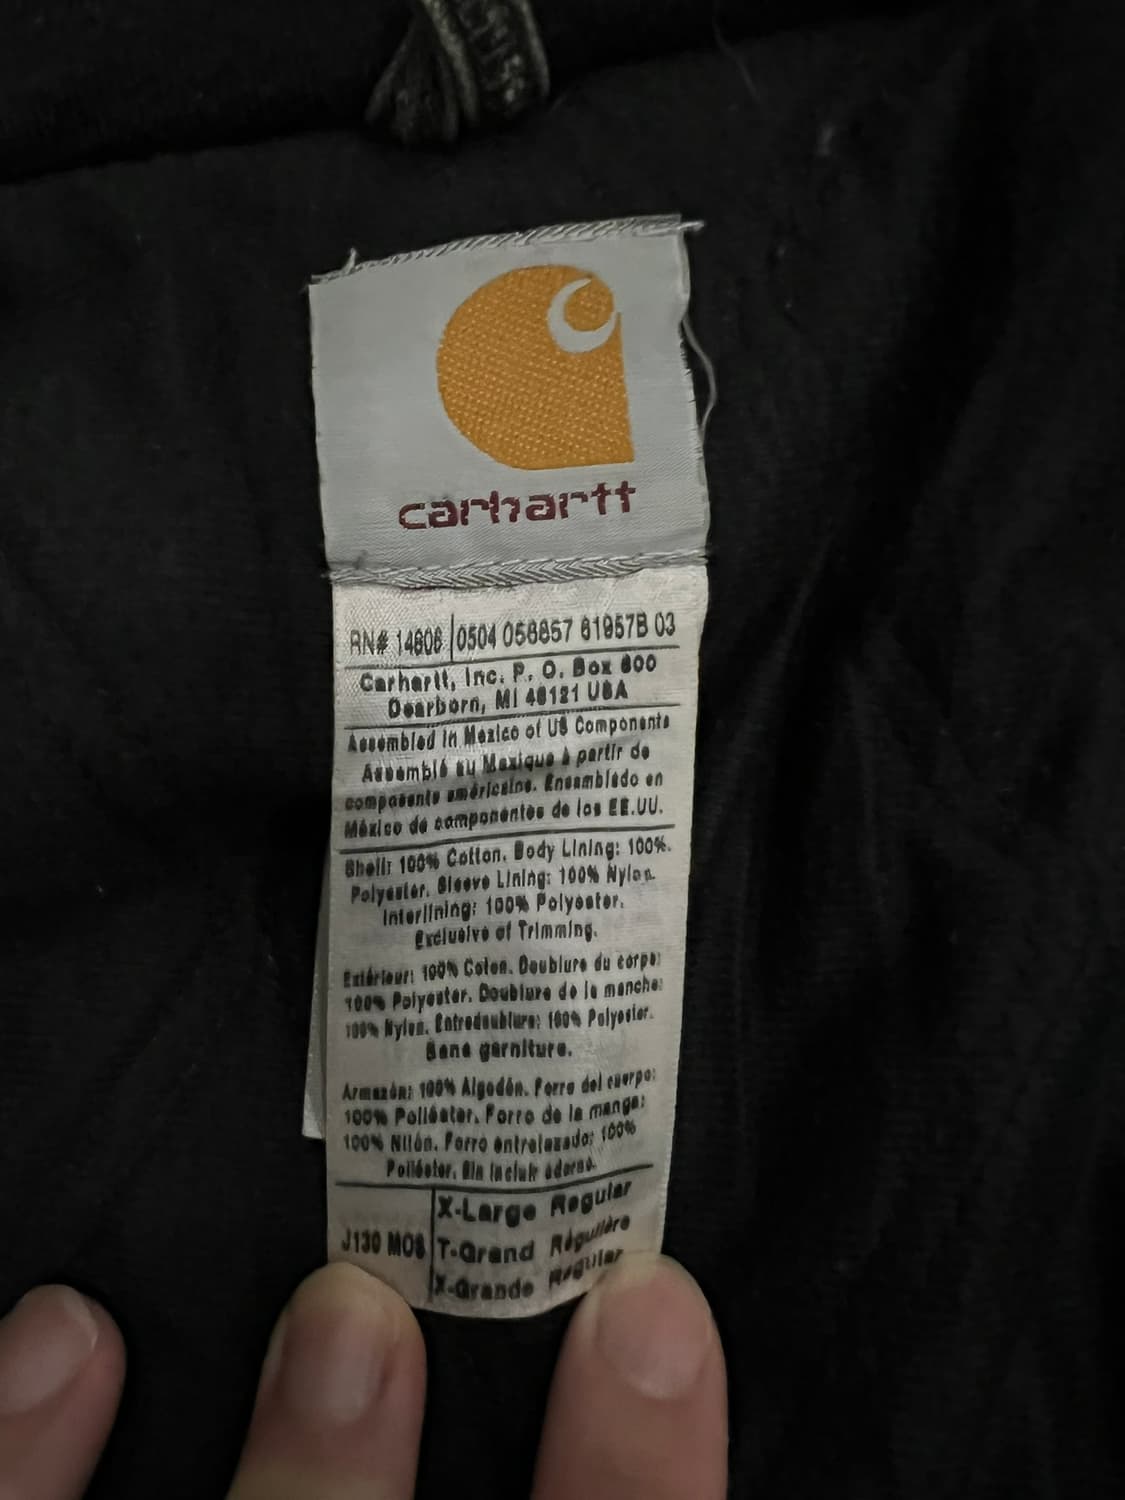 carhartt
RN# 14806 0504 056857 81957B 03
Carhartt, Inc. P. O. Box 600
Dearborn, MI 48121 USA
Assembled in Mexico of US Components
Assemblé au Mexique à partir de
composants américains. Ensamblado en
México de componentes de los EE.UU.
Shell: 100% Cotton. Body Lining: 100%.
Polyester. Sleeve Lining: 100% Nylon.
Interlining: 100% Polyester.
Exclusive of Trimming.
Extérieur: 100% Coton. Doublure du corps:
100% Polyester. Doublure de la manche:
100% Nylon. Entredoublure: 100% Polyester.
Sans garniture.
Armazón: 100% Algodón. Forro del cuerpo:
100% Poliéster. Forro de la manga:
100% Nilón. Forro entrelazado: 100%
Poliéster. Sin incluir adorno.
J130 MOS
X-Large Regular
T-Grand Régulière
X-Grande Regular